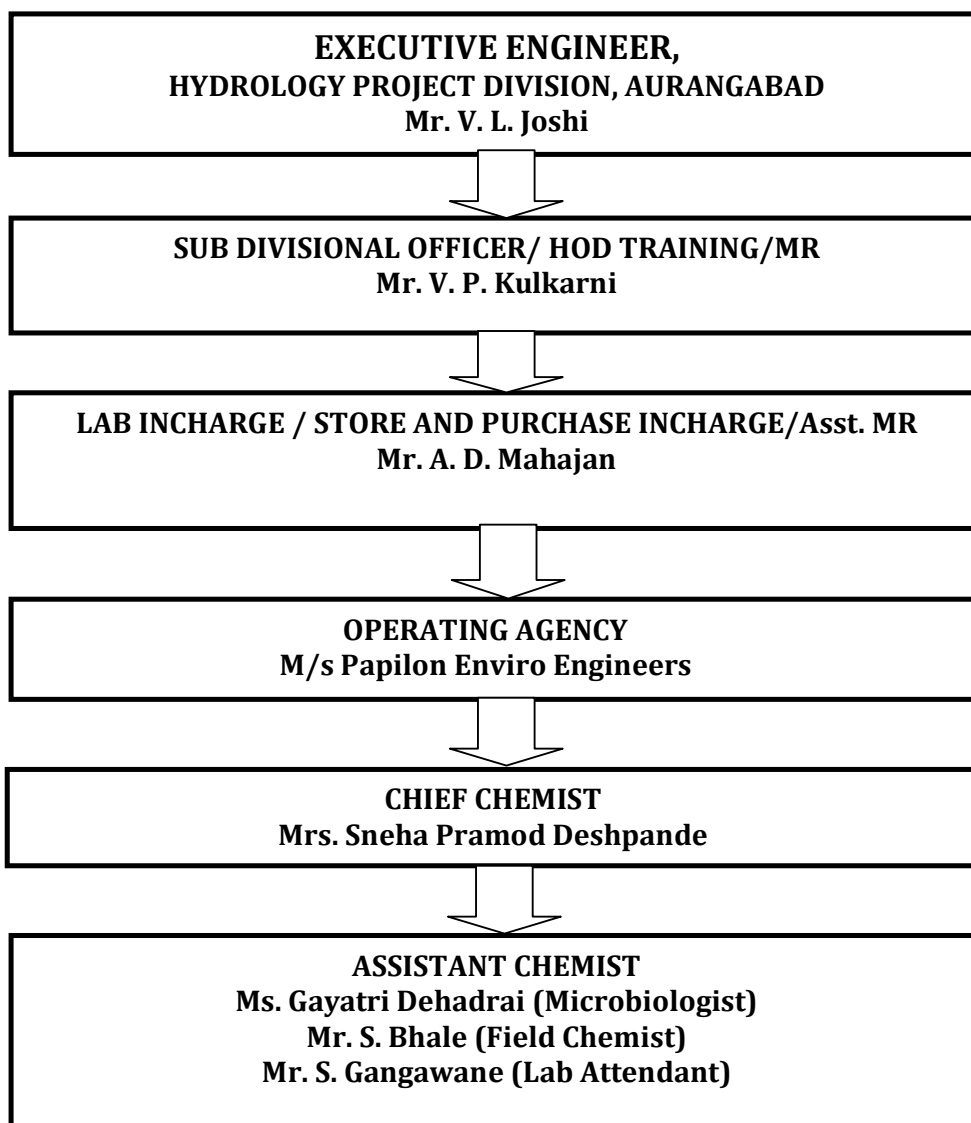 EXECUTIVE ENGINEER,
HYDROLOGY PROJECT DIVISION, AURANGABAD
Mr. V. L. Joshi
SUB DIVISIONAL OFFICER/ HOD TRAINING/MR
Mr. V. P. Kulkarni
LAB INCHARGE / STORE AND PURCHASE INCHARGE/Asst. MR
Mr. A. D. Mahajan
OPERATING AGENCY
M/s Papilon Enviro Engineers
CHIEF CHEMIST
Mrs. Sneha Pramod Deshpande
ASSISTANT CHEMIST
Ms. Gayatri Dehadrai (Microbiologist)
Mr. S. Bhale (Field Chemist)
Mr. S. Gangawane (Lab Attendant)